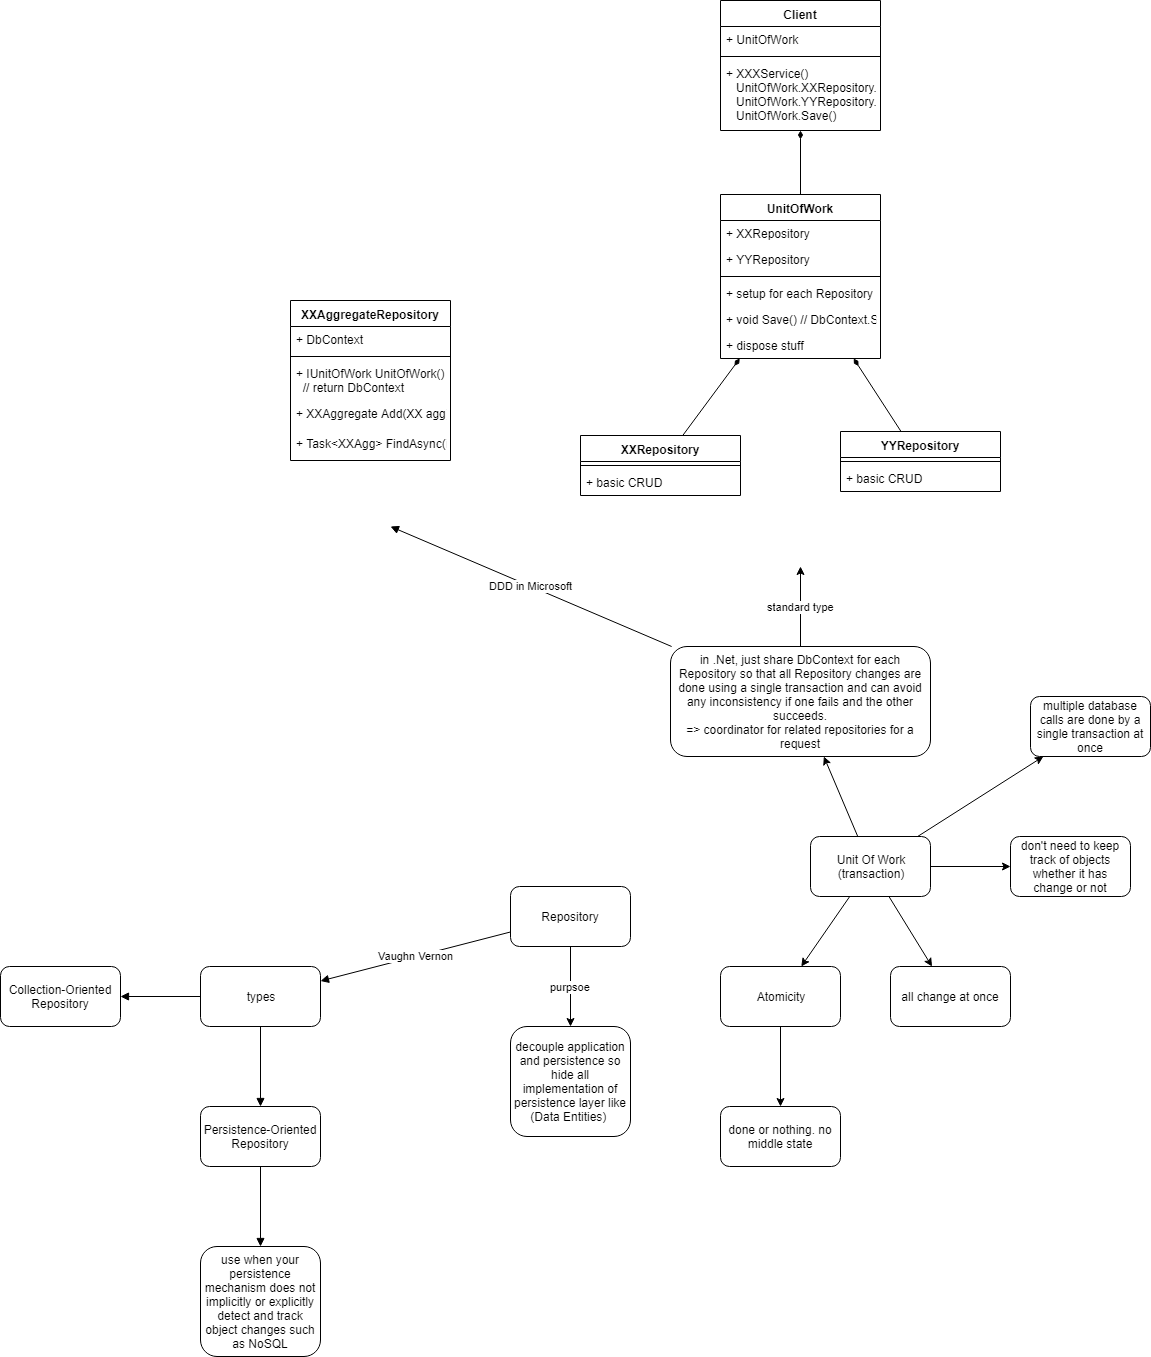 Client
+ UnitOfWork
+ XXXService()
UnitOfWork.XXRepository.
UnitOfWork.YYRepository.
UnitOfWork.Save()
UnitOfWork
+ XXRepository
+ YYRepository
+ setup for each Repository
+ void Save() // DbContext.S
+ dispose stuff
XXAggregateRepository
+ DbContext
+ IUnitOfWork UnitOfWork()
// return DbContext
+ XXAggregate Add(XX agg
+ Task<XXAgg> FindAsync(
XXRepository
+ basic CRUD
YYRepository
+ basic CRUD
DDD in Microsoft
standard type
in .Net, just share DbContext for each
Repository so that all Repository changes are
done using a single transaction and can avoid
any inconsistency if one fails and the other
succeeds.
=> coordinator for related repositories for a
request
multiple database
calls are done by a
single transaction at
once
Unit Of Work
(transaction)
don't need to keep
track of objects
whether it has
change or not
Repository
Vaughn Vernon
purpsoe
Collection-Oriented
Repository
types
Atomicity
all change at once
decouple application
and persistence so
hide all
implementation of
persistence layer like
(Data Entities)
Persistence-Oriented
Repository
done or nothing. no
middle state
use when your
persistence
mechanism does not
implicitly or explicitly
detect and track
object changes such
as NoSQL